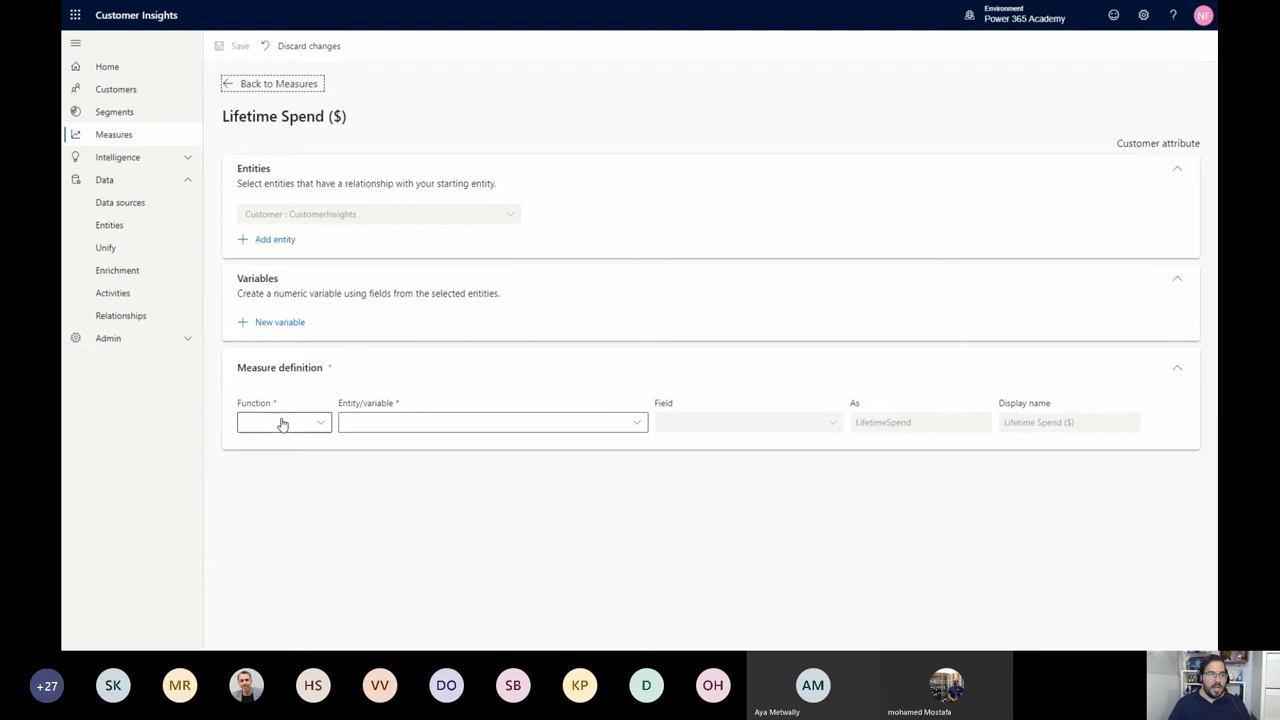 Customer Insights
Environment
Power 365 Academy
NF
Save
Discard changes
Home
Customers
Segments
Measures
Intelligence
Data
Data sources
Entities
Unify
Enrichment
Activities
Relationships
Admin
Back to Measures
Lifetime Spend ($)
Customer attribute
Entities
Select entities that have a relationship with your starting entity.
Customer : CustomerInsights
Add entity
Variables
Create a numeric variable using fields from the selected entities.
New variable
Measure definition *
Function * Entity/variable * Field As Display name
LifetimeSpend Lifetime Spend ($)
+27 SK MR HS VV DO SB KP D OH AM
Aya Metwally mohamed Mostafa